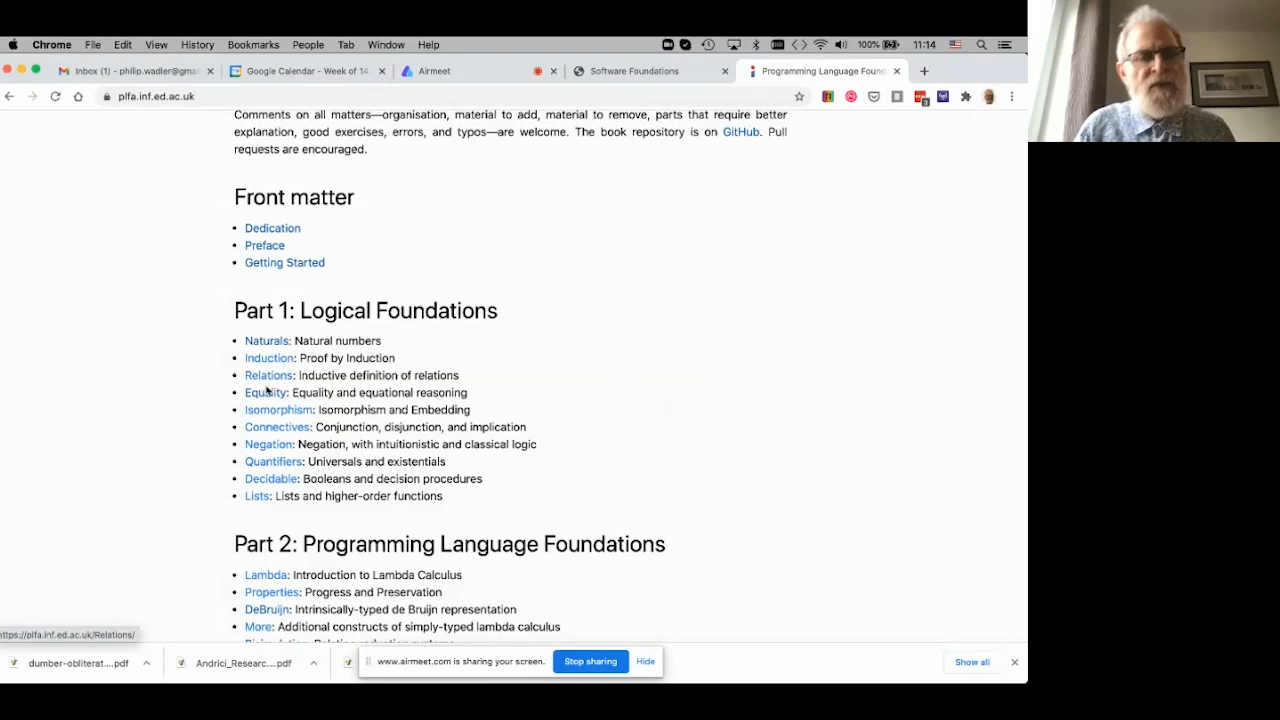 Chrome File Edit View History Bookmarks People Tab Window Help 100% 11:14
Inbox (1) - philip.wadler@gma Google Calendar - Week of 14 Airmeet Software Foundations Programming Language Foun
plfa.inf.ed.ac.uk
Comments on all matters—organisation, material to add, material to remove, parts that require better
explanation, good exercises, errors, and typos—are welcome. The book repository is on GitHub. Pull
requests are encouraged.
Front matter
• Dedication
• Preface
• Getting Started
Part 1: Logical Foundations
• Naturals: Natural numbers
• Induction: Proof by Induction
• Relations: Inductive definition of relations
• Equality: Equality and equational reasoning
• Isomorphism: Isomorphism and Embedding
• Connectives: Conjunction, disjunction, and implication
• Negation: Negation, with intuitionistic and classical logic
• Quantifiers: Universals and existentials
• Decidable: Booleans and decision procedures
• Lists: Lists and higher-order functions
Part 2: Programming Language Foundations
• Lambda: Introduction to Lambda Calculus
• Properties: Progress and Preservation
• DeBruijn: Intrinsically-typed de Bruijn representation
• More: Additional constructs of simply-typed lambda calculus
https://plfa.inf.ed.ac.uk/Relations/
dumber-obliterat....pdf Andrici_Researc....pdf www.airmeet.com is sharing your screen. Stop sharing Hide Show all